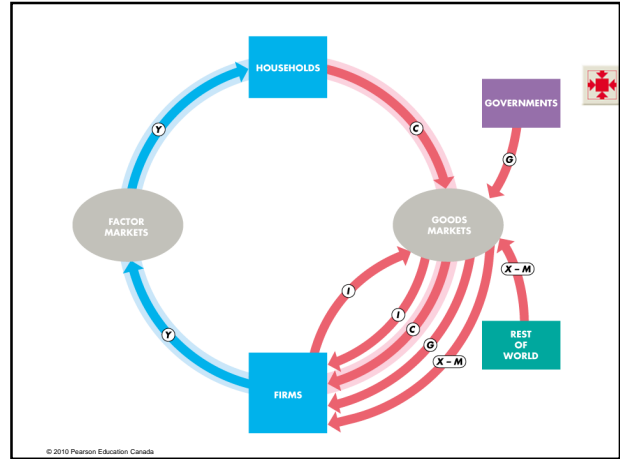 HOUSEHOLDS
GOVERNMENTS
Y
C
G
FACTOR
MARKETS
GOODS
MARKETS
X – M
I
I
C
Y
G
X – M
REST
OF
WORLD
FIRMS
© 2010 Pearson Education Canada